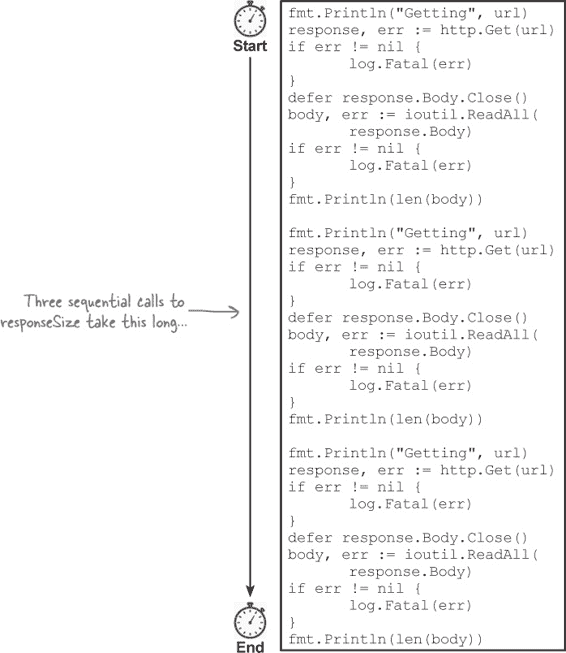 Start
fmt.Println("Getting", url)
response, err := http.Get(url)
if err != nil {
        log.Fatal(err)
}
defer response.Body.Close()
body, err := ioutil.ReadAll(
        response.Body)
if err != nil {
        log.Fatal(err)
}
fmt.Println(len(body))

fmt.Println("Getting", url)
response, err := http.Get(url)
if err != nil {
        log.Fatal(err)
}
defer response.Body.Close()
body, err := ioutil.ReadAll(
        response.Body)
if err != nil {
        log.Fatal(err)
}
fmt.Println(len(body))

fmt.Println("Getting", url)
response, err := http.Get(url)
if err != nil {
        log.Fatal(err)
}
defer response.Body.Close()
body, err := ioutil.ReadAll(
        response.Body)
if err != nil {
        log.Fatal(err)
}
fmt.Println(len(body))
Three sequential calls to
responseSize take this long...
End